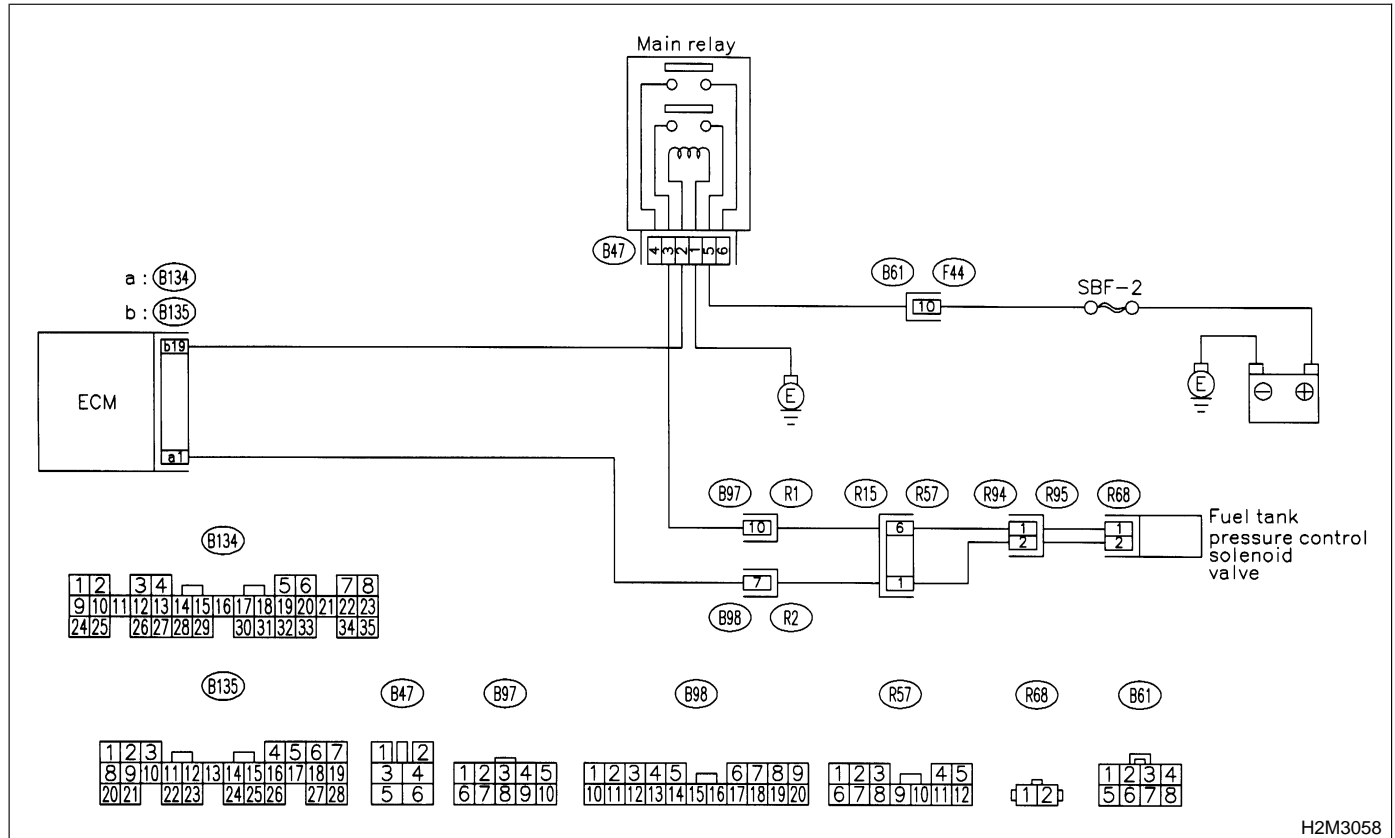 Main relay
B47
4 3 2 1 5 6
a : B134
b : B135
B61 F44
10
SBF-2
b19
ECM
a1
E
E
⊖ ⊕
B97 R1 R15 R57 R94 R95 R68
10 6 1 1
2 2
7 1
B98 R2
Fuel tank
pressure control
solenoid
valve
B134
1 2 3 4 5 6 7 8
9 10 11 12 13 14 15 16 17 18 19 20 21 22 23
24 25 26 27 28 29 30 31 32 33 34 35
B135
1 2 3 4 5 6 7
8 9 10 11 12 13 14 15 16 17 18 19
20 21 22 23 24 25 26 27 28
B47
1 2
3 4
5 6
B97
1 2 3 4 5
6 7 8 9 10
B98
1 2 3 4 5 6 7 8 9
10 11 12 13 14 15 16 17 18 19 20
R57
1 2 3 4 5
6 7 8 9 10 11 12
R68
1 2
B61
1 2 3 4
5 6 7 8
H2M3058